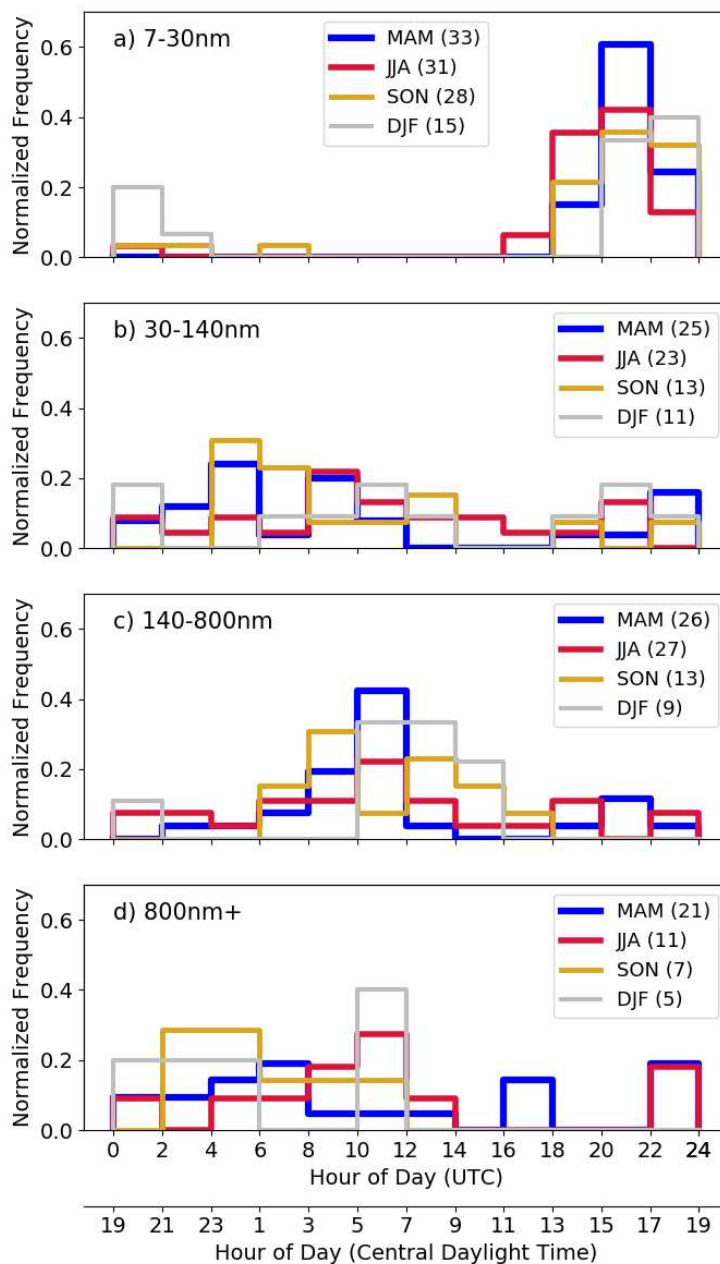 a) 7-30nm
MAM (33)
JJA (31)
SON (28)
DJF (15)
Normalized Frequency
0.6
0.4
0.2
0.0
b) 30-140nm
MAM (25)
JJA (23)
SON (13)
DJF (11)
Normalized Frequency
0.6
0.4
0.2
0.0
c) 140-800nm
MAM (26)
JJA (27)
SON (13)
DJF (9)
Normalized Frequency
0.6
0.4
0.2
0.0
d) 800nm+
MAM (21)
JJA (11)
SON (7)
DJF (5)
Normalized Frequency
0.6
0.4
0.2
0.0
0 2 4 6 8 10 12 14 16 18 20 22 24
Hour of Day (UTC)
19 21 23 1 3 5 7 9 11 13 15 17 19
Hour of Day (Central Daylight Time)